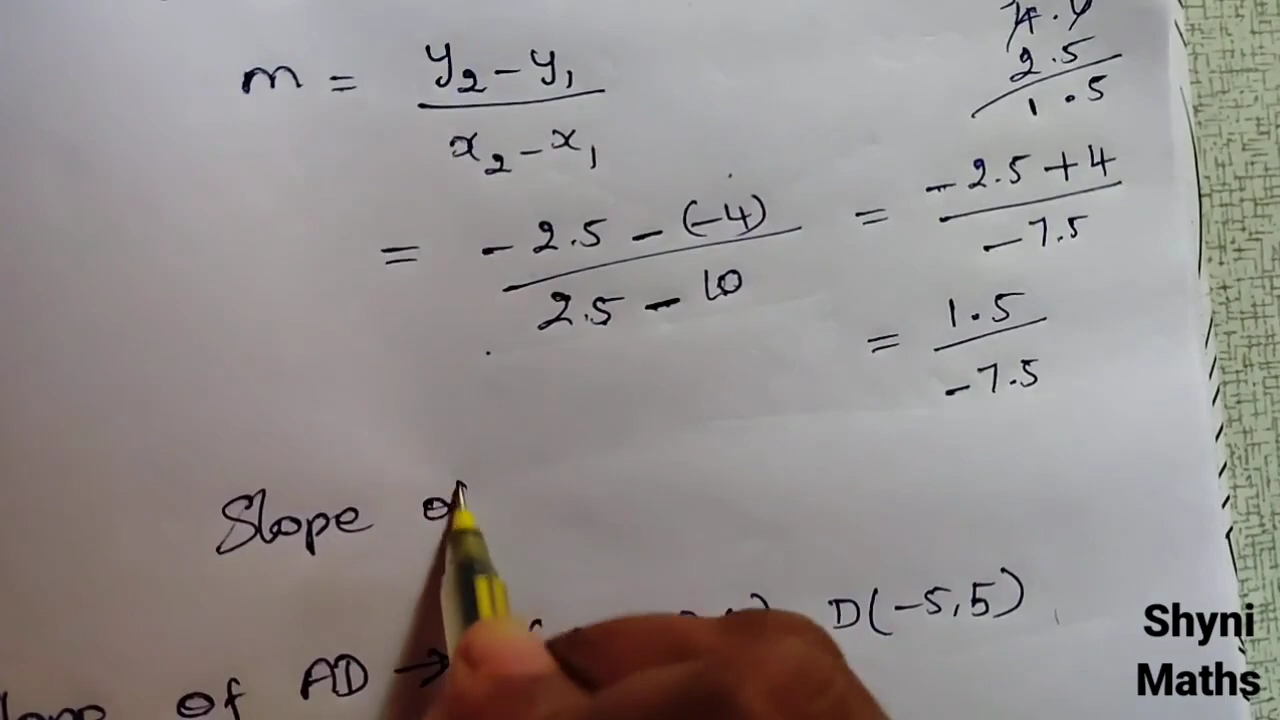 m = y₂ - y₁ / x₂ - x₁
2.5
1.5
= -2.5 - (-4) / 2.5 - 10
= -2.5 + 4 / -7.5
= 1.5 / -7.5
Slope
D(-5,5)
of AD →
Shyni
Maths